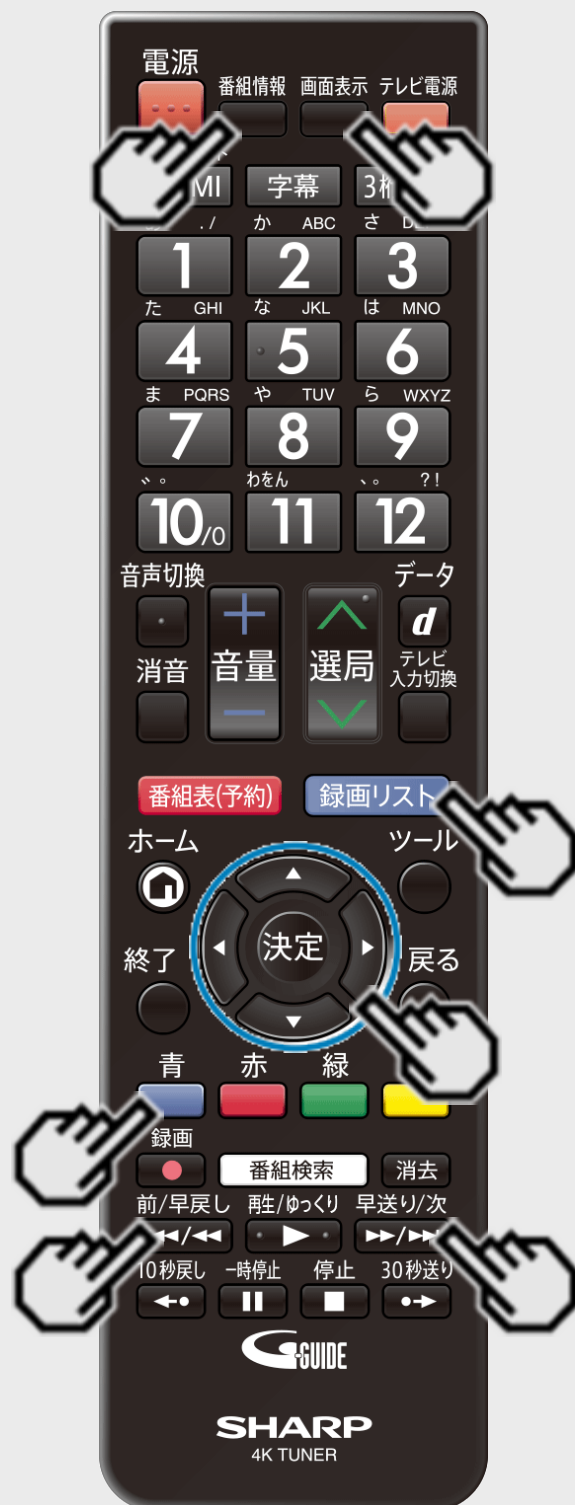 電源
番組情報 画面表示 テレビ電源
MI 字幕 3桁
./ か ABC さ
1 2 3
た GHI な JKL は MNO
4 5 6
ま PQRS や TUV ら WXYZ
7 8 9
゛゜ わをん 、。 ?!
10/0 11 12
音声切換 データ
+ d
消音 音量 選局 テレビ
入力切換
番組表(予約) 録画リスト
ホーム ツール
決定
終了 戻る
青 赤 緑
録画
番組検索 消去
前/早戻し 再生/ゆっくり 早送り/次
10秒戻し 一時停止 停止 30秒送り
G-GUIDE
SHARP
4K TUNER